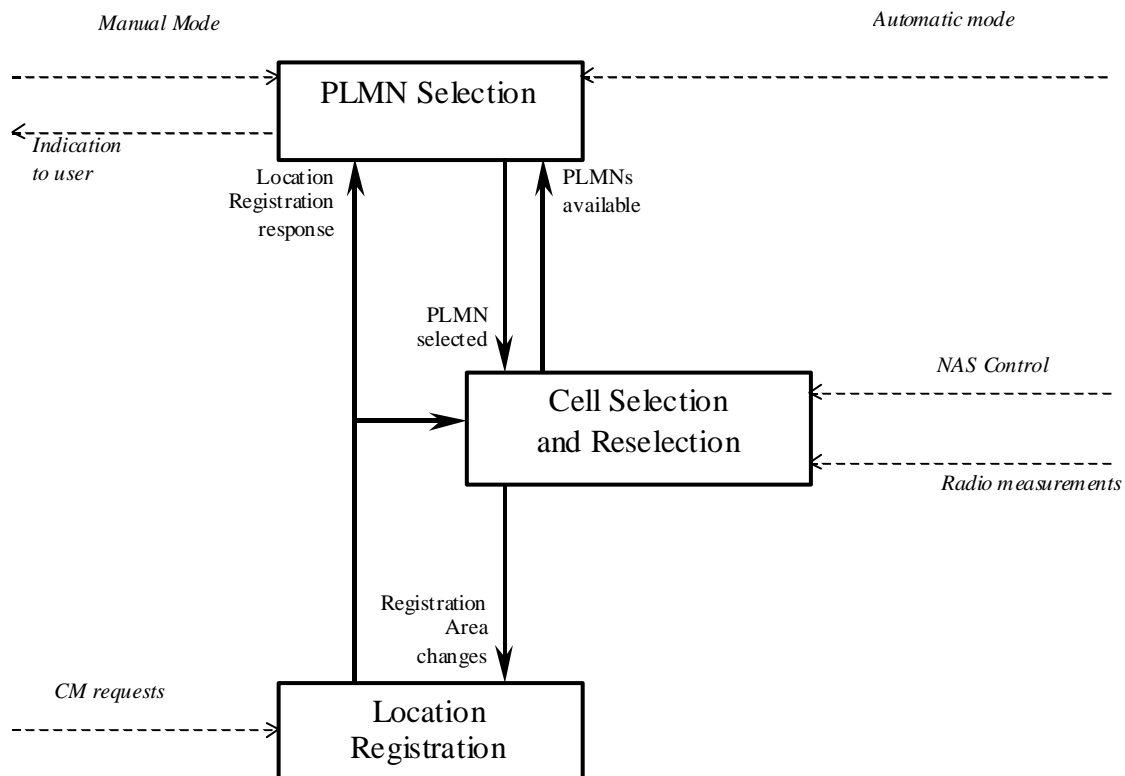 Manual Mode
Automatic mode
PLMN Selection
Indication
to user
Location
Registration
response
PLMNs
available
PLMN
selected
NAS Control
Cell Selection
and Reselection
Radio measurements
Registration
Area
changes
CM requests
Location
Registration